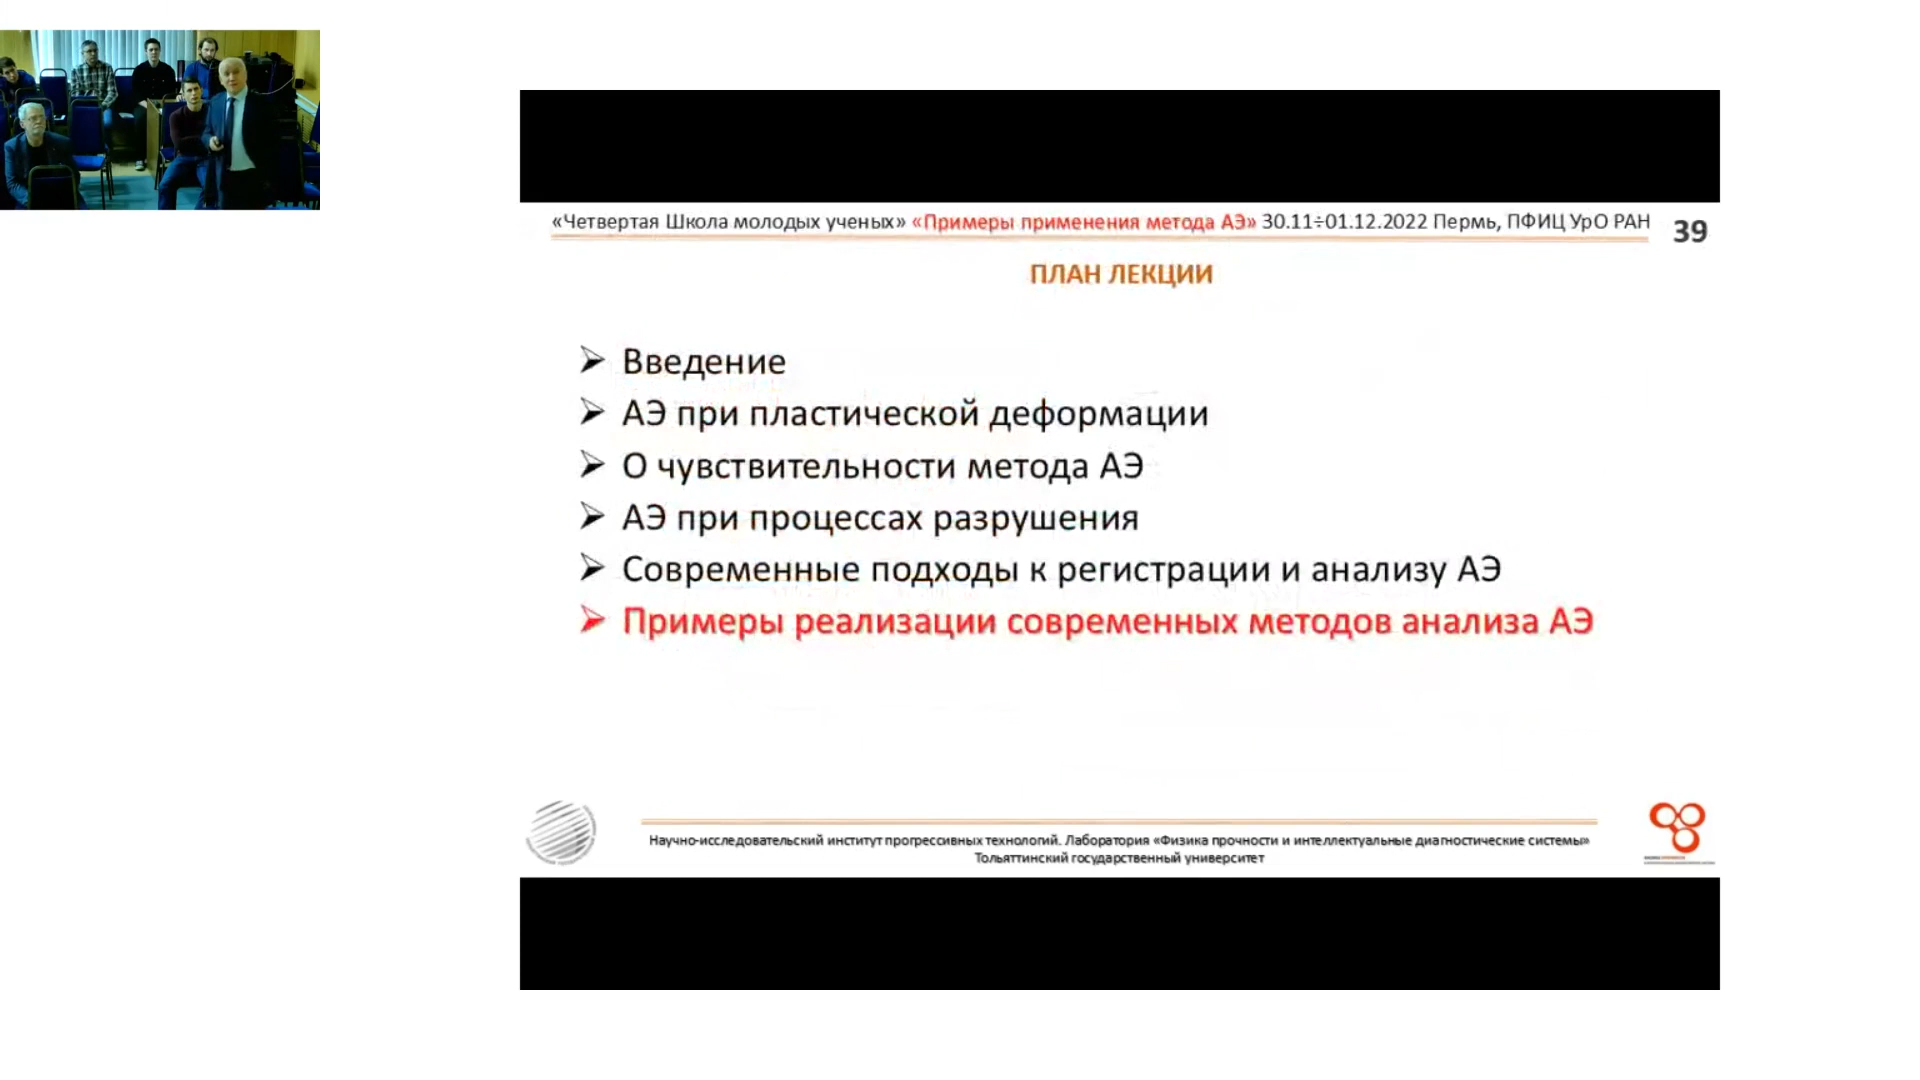 «Четвертая Школа молодых ученых» «Примеры применения метода АЭ» 30.11÷01.12.2022 Пермь, ПФИЦ УрО РАН
39
ПЛАН ЛЕКЦИИ
Введение
АЭ при пластической деформации
О чувствительности метода АЭ
АЭ при процессах разрушения
Современные подходы к регистрации и анализу АЭ
Примеры реализации современных методов анализа АЭ
Научно-исследовательский институт прогрессивных технологий. Лаборатория «Физика прочности и интеллектуальные диагностические системы»
Тольяттинский государственный университет